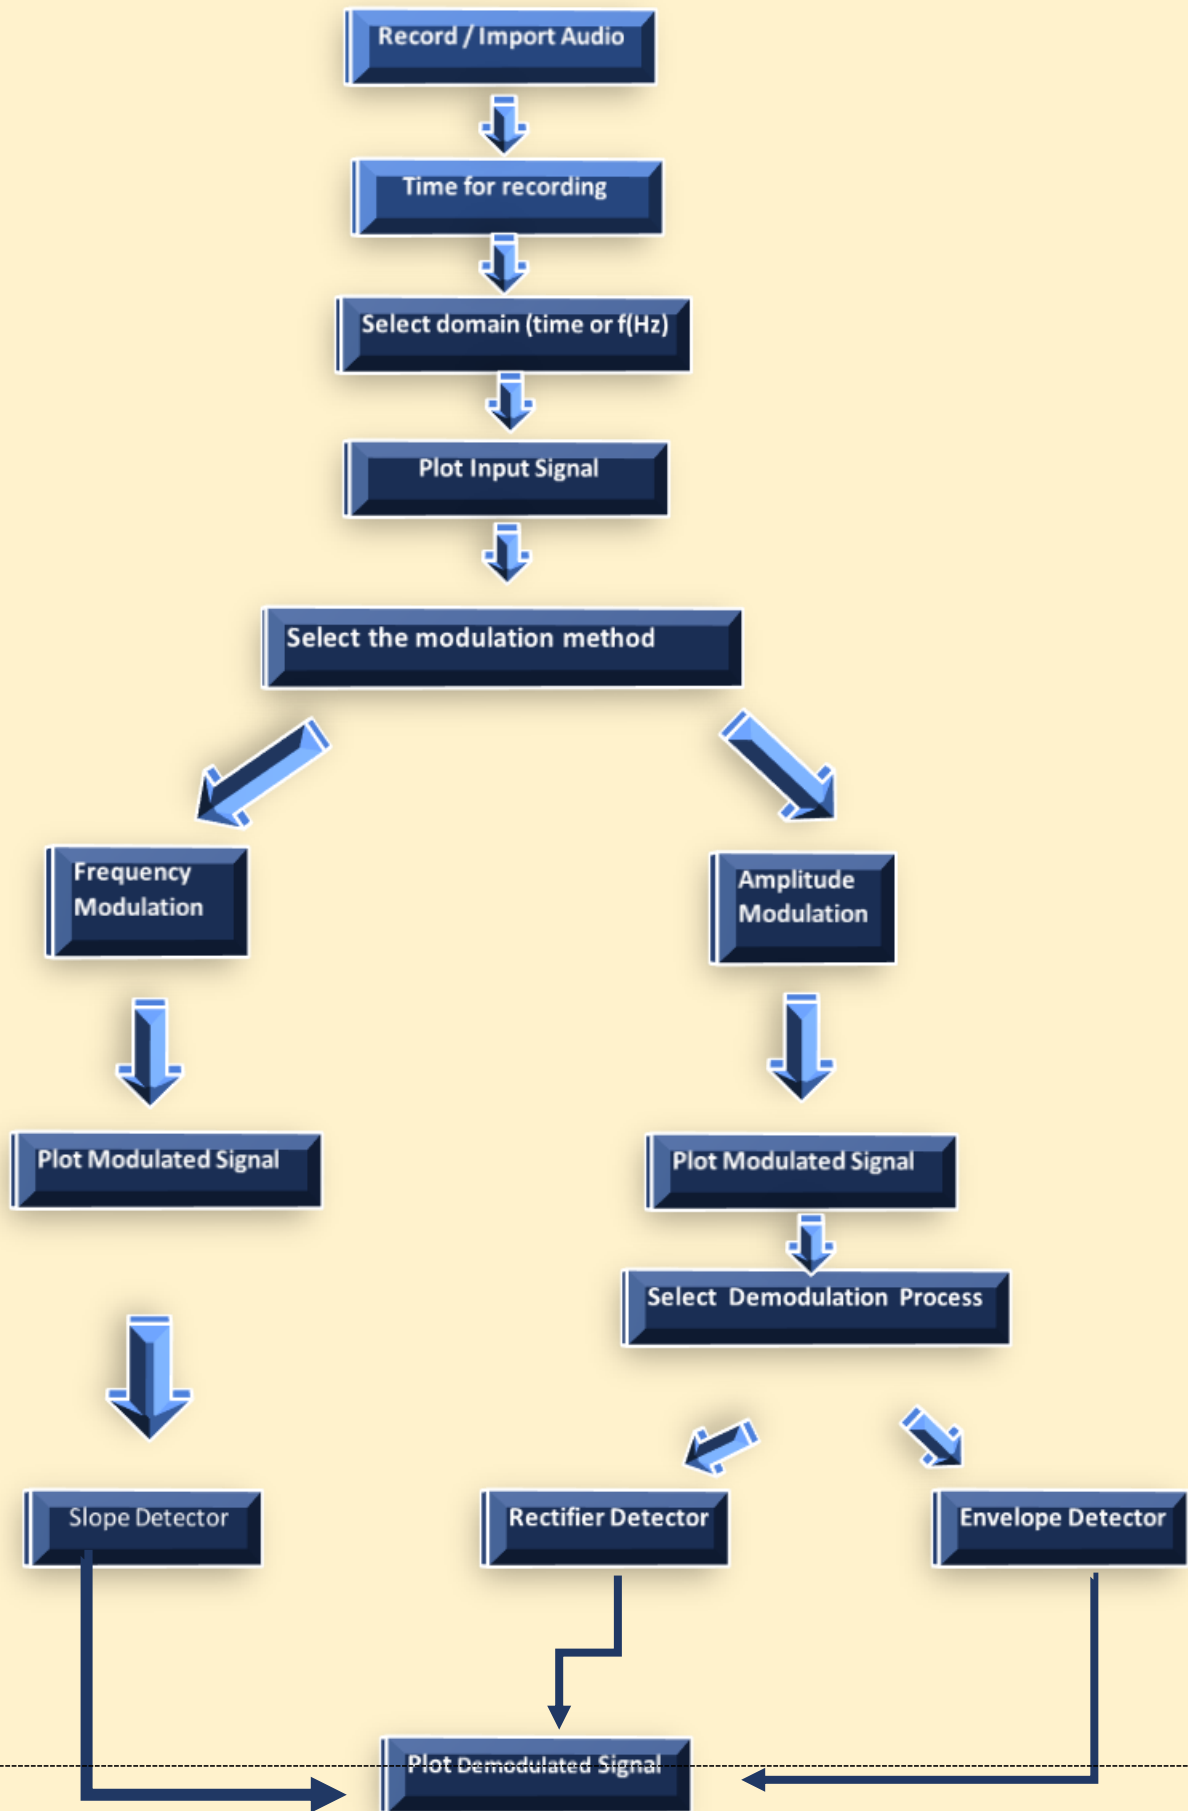 Record / Import Audio
Time for recording
Select domain (time or f(Hz)
Plot Input Signal
Select the modulation method
Frequency
Modulation
Amplitude
Modulation
Plot Modulated Signal
Plot Modulated Signal
Select Demodulation Process
Slope Detector
Rectifier Detector
Envelope Detector
Plot Demodulated Signal